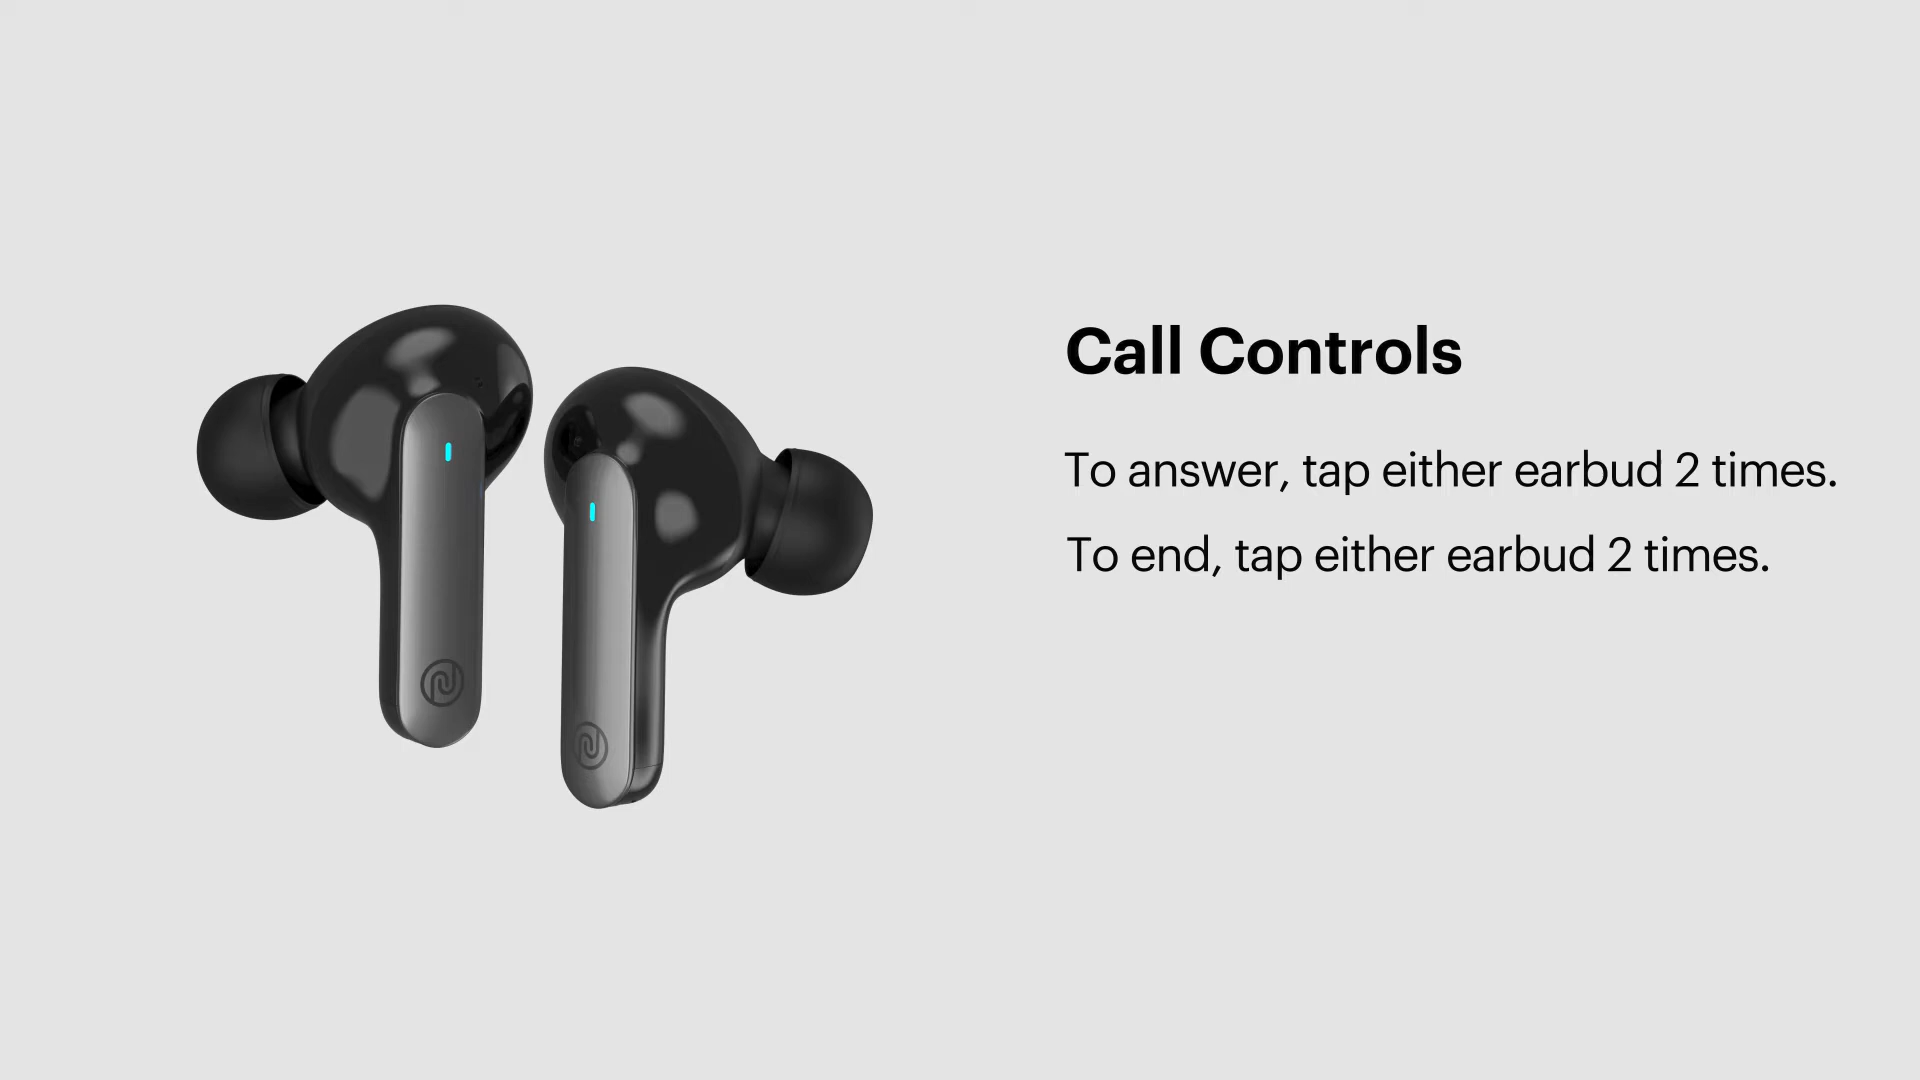 Call Controls
To answer, tap either earbud 2 times.
To end, tap either earbud 2 times.